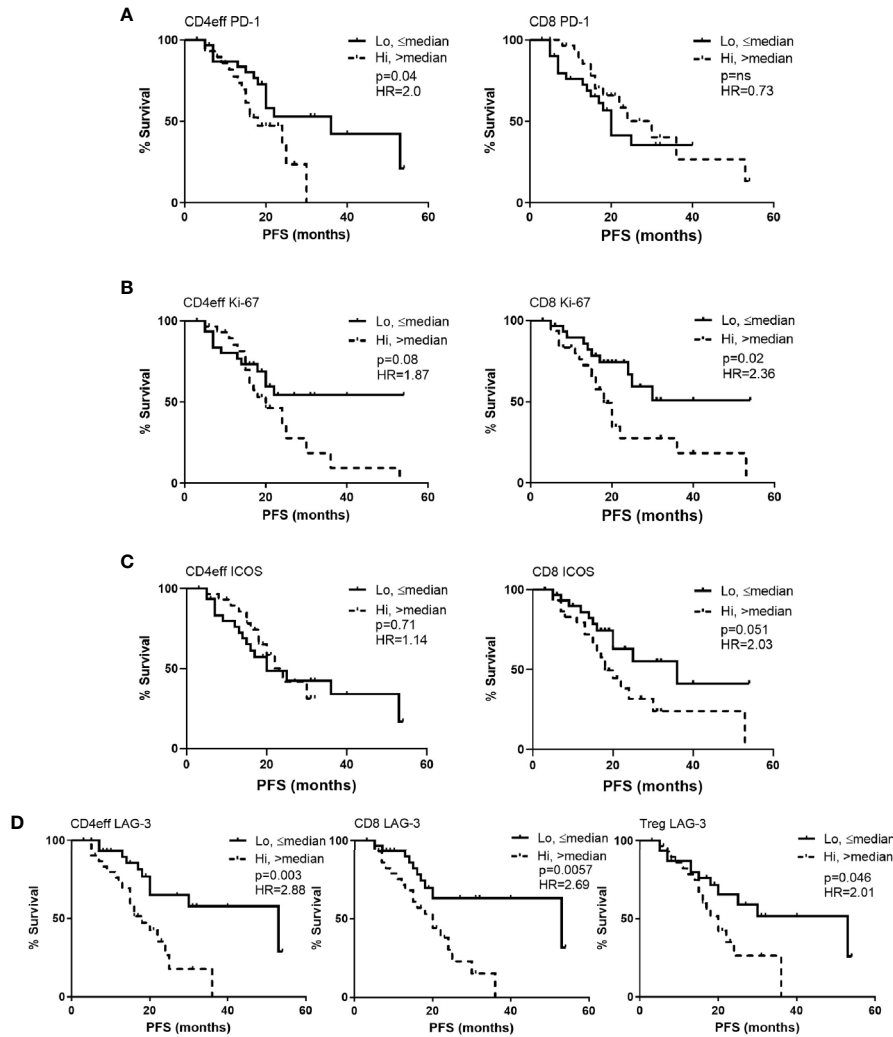 A
CD4eff PD-1
Lo, ≤median
Hi, >median
p=0.04
HR=2.0
100
50
0
% Survival
0 20 40 60
PFS (months)
CD8 PD-1
Lo, ≤median
Hi, >median
p=ns
HR=0.73
100
50
0
% Survival
0 20 40 60
PFS (months)
B
CD4eff Ki-67
Lo, ≤median
Hi, >median
p=0.08
HR=1.87
100
50
0
% Survival
0 20 40 60
PFS (months)
CD8 Ki-67
Lo, ≤median
Hi, >median
p=0.02
HR=2.36
100
50
0
% Survival
0 20 40 60
PFS (months)
C
CD4eff ICOS
Lo, ≤median
Hi, >median
p=0.71
HR=1.14
100
50
0
% Survival
0 20 40 60
PFS (months)
CD8 ICOS
Lo, ≤median
Hi, >median
p=0.051
HR=2.03
100
50
0
% Survival
0 20 40 60
PFS (months)
D
CD4eff LAG-3
Lo, ≤median
Hi, >median
p=0.003
HR=2.88
100
50
0
% Survival
0 20 40 60
PFS (months)
CD8 LAG-3
Lo, ≤median
Hi, >median
p=0.0057
HR=2.69
100
50
0
% Survival
0 20 40 60
PFS (months)
Treg LAG-3
Lo, ≤median
Hi, >median
p=0.046
HR=2.01
100
50
0
% Survival
0 20 40 60
PFS (months)